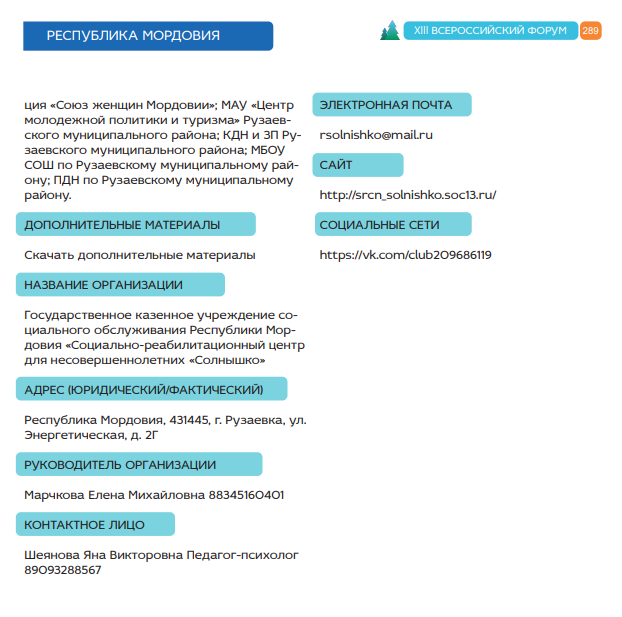 РЕСПУБЛИКА МОРДОВИЯ
XIII ВСЕРОССИЙСКИЙ ФОРУМ
289
ция «Союз женщин Мордовии»; МАУ «Центр
молодежной политики и туризма» Рузаев-
ского муниципального района; КДН и ЗП Ру-
заевского муниципального района; МБОУ
СОШ по Рузаевскому муниципальному рай-
ону; ПДН по Рузаевскому муниципальному
району.
ДОПОЛНИТЕЛЬНЫЕ МАТЕРИАЛЫ
Скачать дополнительные материалы
НАЗВАНИЕ ОРГАНИЗАЦИИ
Государственное казенное учреждение со-
циального обслуживания Республики Мор-
довия «Социально-реабилитационный центр
для несовершеннолетних «Солнышко»
АДРЕС (ЮРИДИЧЕСКИЙ/ФАКТИЧЕСКИЙ)
Республика Мордовия, 431445, г. Рузаевка, ул.
Энергетическая, д. 2Г
РУКОВОДИТЕЛЬ ОРГАНИЗАЦИИ
Марчкова Елена Михайловна 88345160401
КОНТАКТНОЕ ЛИЦО
Шеянова Яна Викторовна Педагог-психолог
89093288567
ЭЛЕКТРОННАЯ ПОЧТА
rsolnishko@mail.ru
САЙТ
http://srcn_solnishko.soc13.ru/
СОЦИАЛЬНЫЕ СЕТИ
https://vk.com/club209686119